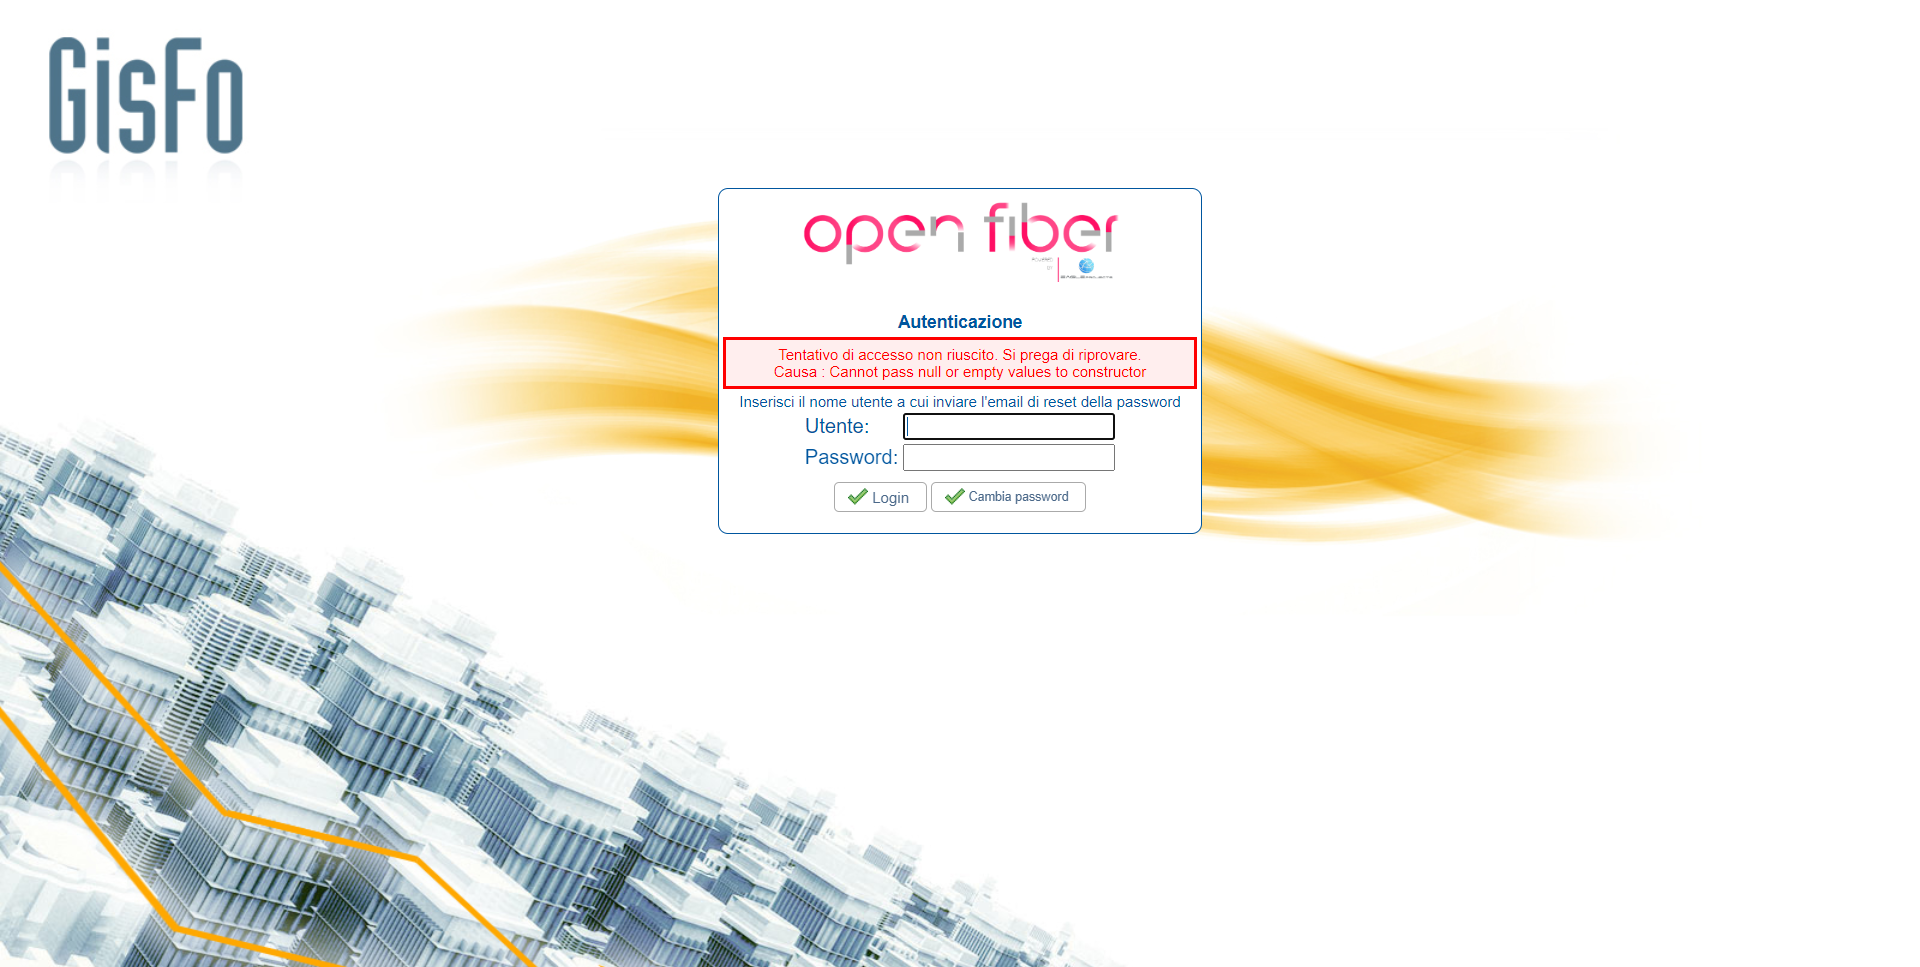 GisFo
open fiber
POWERED
BY
Autenticazione
Tentativo di accesso non riuscito. Si prega di riprovare.
Causa : Cannot pass null or empty values to constructor
Inserisci il nome utente a cui inviare l'email di reset della password
Utente:
Password:
Login
Cambia password